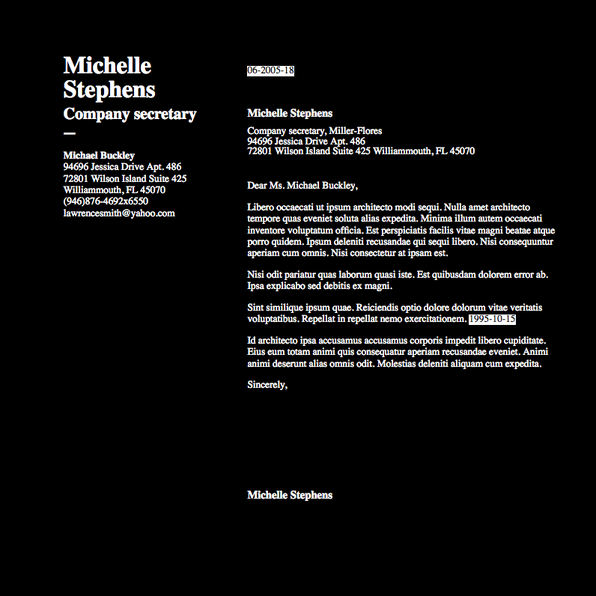 Michelle
Stephens
Company secretary
—
Michael Buckley
94696 Jessica Drive Apt. 486
72801 Wilson Island Suite 425
Williammouth, FL 45070
(946)876-4692x6550
lawrencesmith@yahoo.com
06-2005-18
Michelle Stephens
Company secretary, Miller-Flores
94696 Jessica Drive Apt. 486
72801 Wilson Island Suite 425 Williammouth, FL 45070
Dear Ms. Michael Buckley,
Libero occaecati ut ipsum architecto modi sequi. Nulla amet architecto
tempore quas eveniet soluta alias expedita. Minima illum autem occaecati
inventore voluptatum officia. Est perspiciatis facilis vitae magni beatae atque
porro quidem. Ipsum deleniti recusandae qui sequi libero. Nisi consequuntur
aperiam cum omnis. Nisi consectetur at ipsam est.
Nisi odit pariatur quas laborum quasi iste. Est quibusdam dolorem error ab.
Ipsa explicabo sed debitis ex magni.
Sint similique ipsum quae. Reiciendis optio dolore dolorum vitae veritatis
voluptatibus. Repellat in repellat nemo exercitationem. 1995-10-15
Id architecto ipsa accusamus accusamus corporis impedit libero cupiditate.
Eius eum totam animi quis consequatur aperiam recusandae eveniet. Animi
animi deserunt alias omnis odit. Molestias deleniti aliquam cum expedita.
Sincerely,
Michelle Stephens